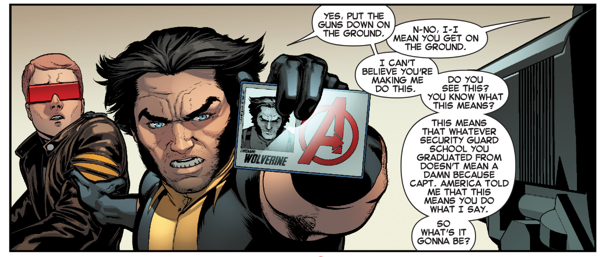 YES, PUT THE
GUNS DOWN ON
THE GROUND.
N-NO, I-I
MEAN YOU GET ON
THE GROUND.
I CAN'T
BELIEVE YOU'RE
MAKING ME
DO THIS.
DO YOU
SEE THIS?
YOU KNOW WHAT
THIS MEANS?
THIS MEANS
THAT WHATEVER
SECURITY GUARD
SCHOOL YOU
GRADUATED FROM
DOESN'T MEAN A
DAMN BECAUSE
CAPT. AMERICA TOLD
ME THAT THIS
MEANS YOU DO
WHAT I SAY.
SO
WHAT'S IT
GONNA BE?
WOLVERINE
A